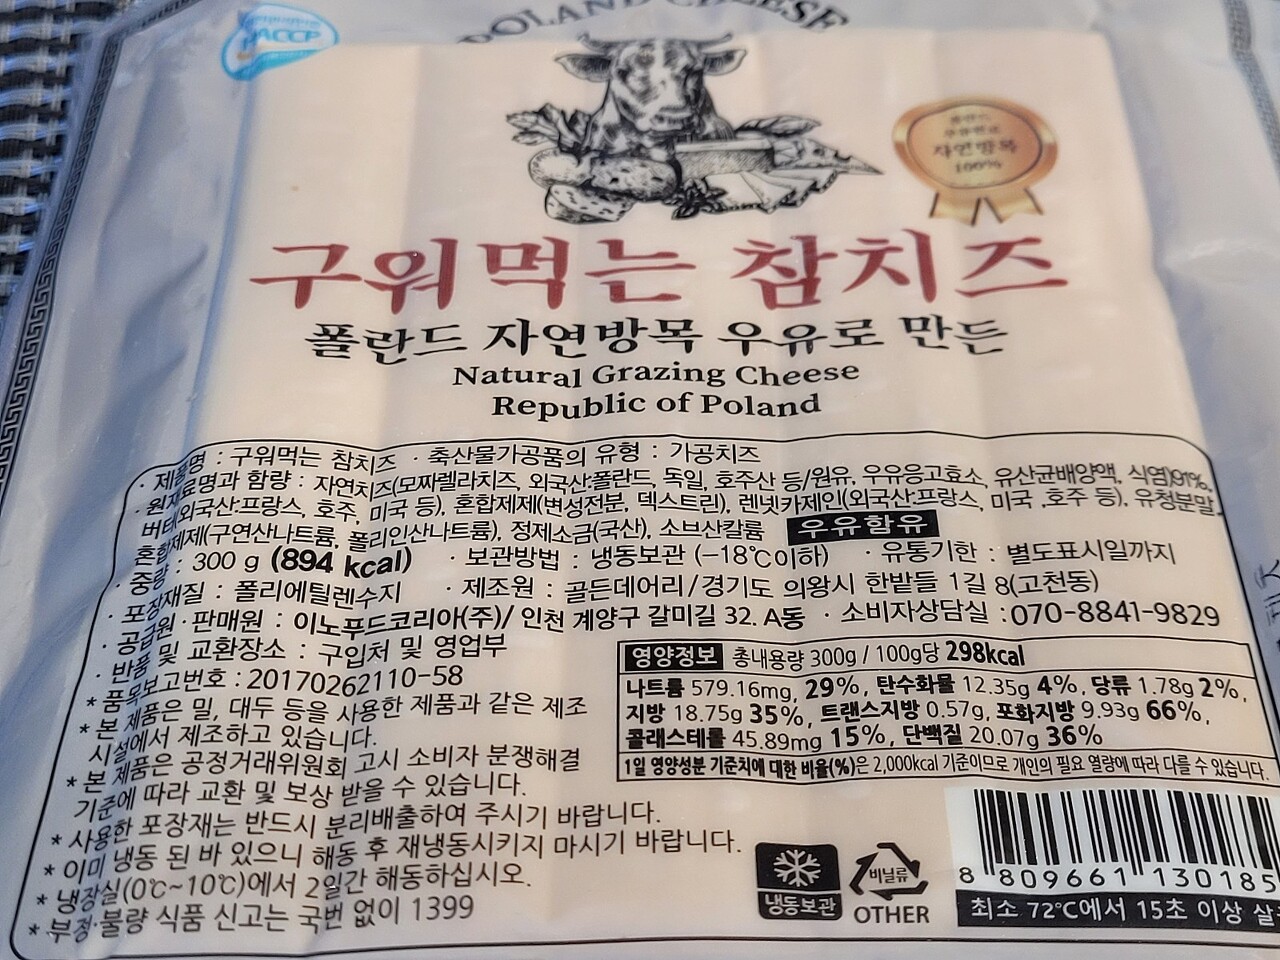 POLAND CHEESE
HACCP
자연방목
100%
구워먹는 참치즈
폴란드 자연방목 우유로 만든
Natural Grazing Cheese
Republic of Poland
· 제품명 : 구워먹는 참치즈 · 축산물가공품의 유형 : 가공치즈
· 원재료명과 함량 : 자연치즈(모짜렐라치즈, 외국산:폴란드, 독일, 호주산 등/원유, 우유응고효소, 유산균배양액, 식염)91%,
버터(외국산:프랑스, 호주, 미국 등), 혼합제제(변성전분, 덱스트린), 렌넷카제인(외국산:프랑스, 미국 ,호주 등), 유청분말,
혼합제제(구연산나트륨, 폴리인산나트륨), 정제소금(국산), 소브산칼륨 우유함유
· 중량 : 300 g (894 kcal) · 보관방법 : 냉동보관 (-18℃이하) · 유통기한 : 별도표시일까지
· 포장재질 : 폴리에틸렌수지 · 제조원 : 골든데어리/경기도 의왕시 한밭들 1길 8(고천동)
· 공급원·판매원 : 이노푸드코리아(주)/ 인천 계양구 갈미길 32. A동 · 소비자상담실 :070-8841-9829
· 반품 및 교환장소 : 구입처 및 영업부
* 품목보고번호 : 20170262110-58
* 본 제품은 밀, 대두 등을 사용한 제품과 같은 제조
시설에서 제조하고 있습니다.
* 본 제품은 공정거래위원회 고시 소비자 분쟁해결
기준에 따라 교환 및 보상 받을 수 있습니다.
* 사용한 포장재는 반드시 분리배출하여 주시기 바랍니다.
* 이미 냉동 된 바 있으니 해동 후 재냉동시키지 마시기 바랍니다.
* 냉장실(0℃~10℃)에서 2일간 해동하십시오.
* 부정·불량 식품 신고는 국번 없이 1399
영양정보 총내용량 300g / 100g당 298kcal
나트륨 579.16mg, 29%, 탄수화물 12.35g 4%, 당류 1.78g 2%,
지방 18.75g 35%, 트랜스지방 0.57g, 포화지방 9.93g 66%,
콜래스테롤 45.89mg 15%, 단백질 20.07g 36%
1일 영양성분 기준치에 대한 비율(%)은 2,000kcal 기준이므로 개인의 필요 열량에 따라 다를 수 있습니다.
냉동보관
비닐류
OTHER
8 809661 130185
최소 72℃에서 15초 이상 살